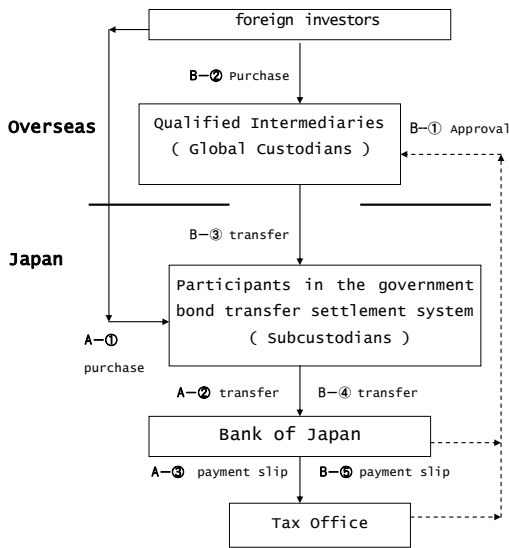 foreign investors
B-② Purchase
Overseas
Qualified Intermediaries
( Global Custodians )
B-① Approval
B-③ transfer
Japan
Participants in the government
bond transfer settlement system
( Subcustodians )
A-①
purchase
A-② transfer
B-④ transfer
Bank of Japan
A-③ payment slip
B-⑤ payment slip
Tax Office